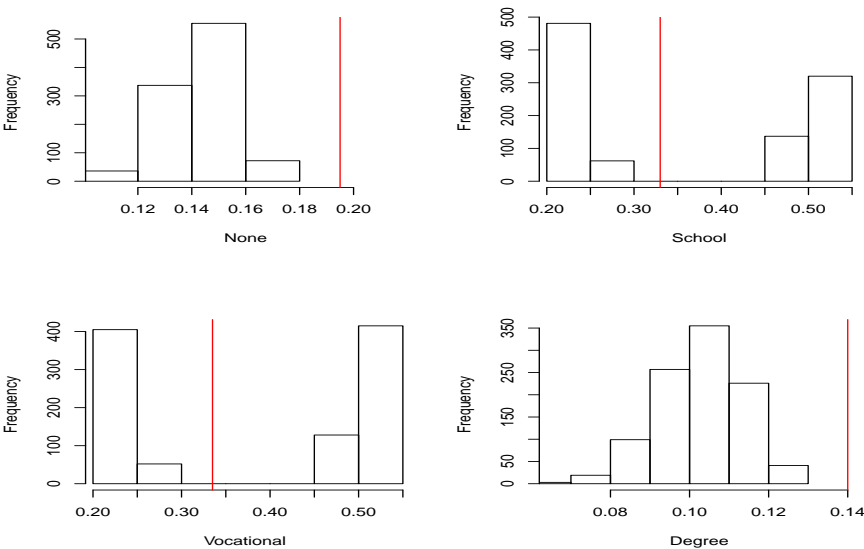 Frequency
0 100 300 500
0.12 0.14 0.16 0.18 0.20
None
Frequency
0 100 200 300 400 500
0.20 0.30 0.40 0.50
School
Frequency
0 100 200 300 400
0.20 0.30 0.40 0.50
Vocational
Frequency
0 50 150 250 350
0.08 0.10 0.12 0.14
Degree